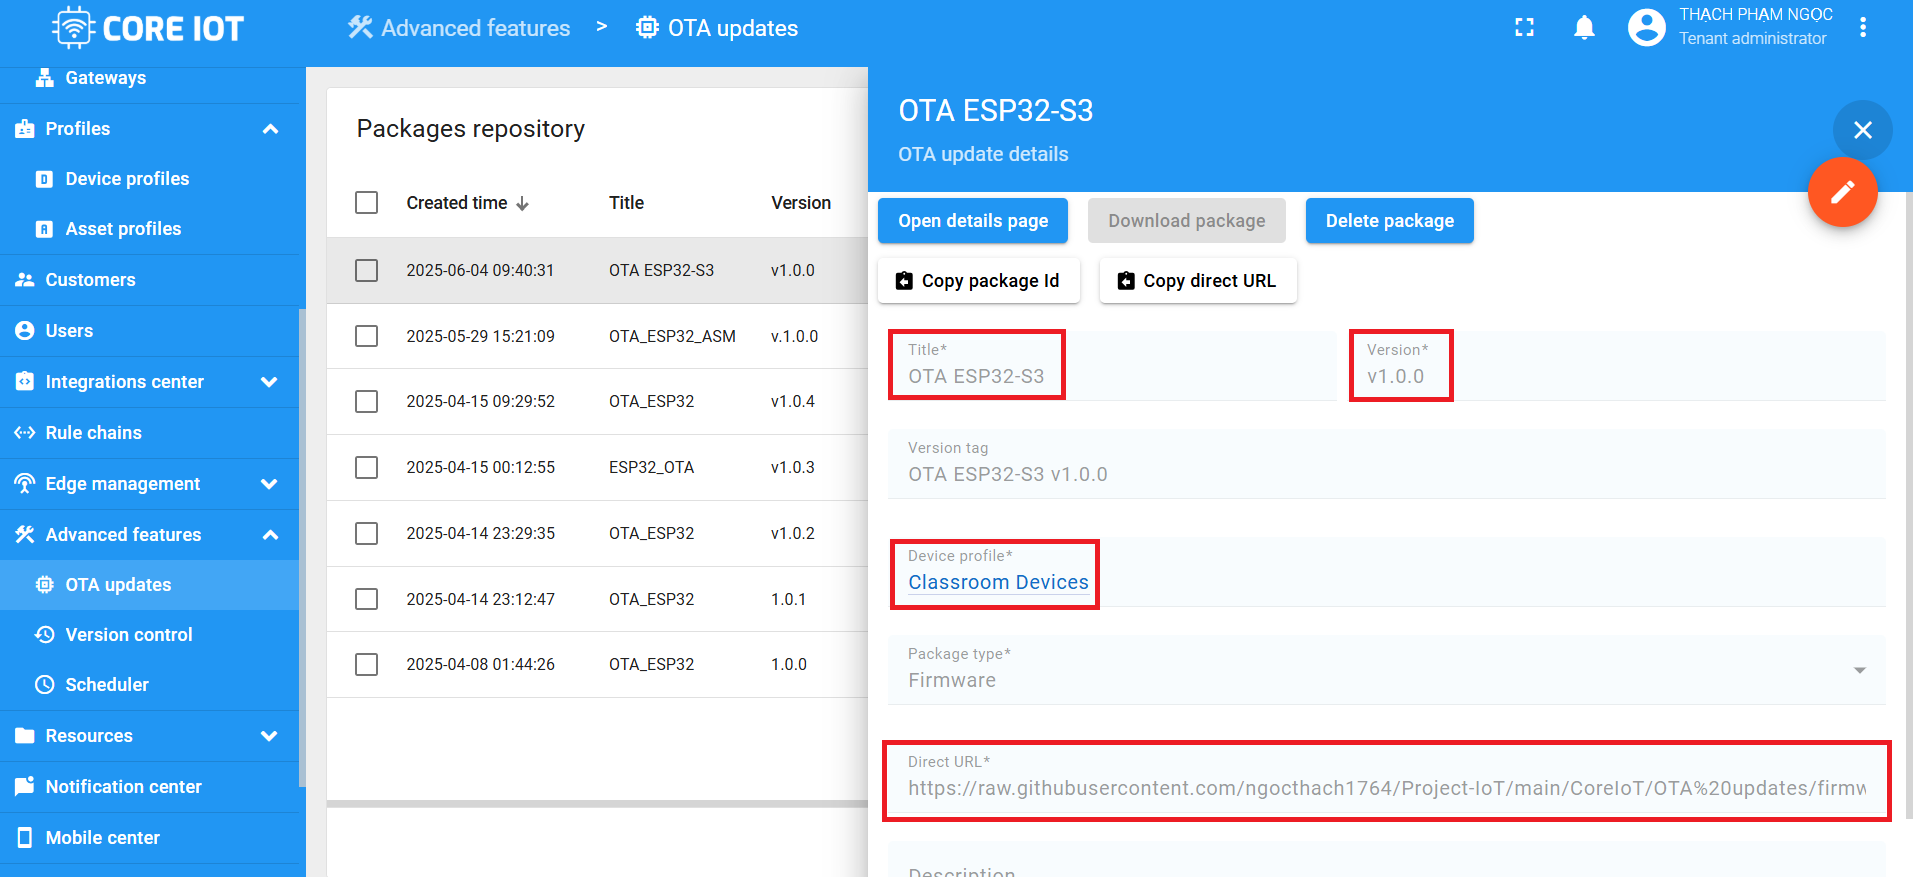 CORE IOT
Advanced features > OTA updates
THẠCH PHẠM NGỌC
Tenant administrator
Gateways
Profiles
Device profiles
Asset profiles
Customers
Users
Integrations center
Rule chains
Edge management
Advanced features
OTA updates
Version control
Scheduler
Resources
Notification center
Mobile center
Packages repository
Created time Title Version
2025-06-04 09:40:31 OTA ESP32-S3 v1.0.0
2025-05-29 15:21:09 OTA_ESP32_ASM v.1.0.0
2025-04-15 09:29:52 OTA_ESP32 v1.0.4
2025-04-15 00:12:55 ESP32_OTA v1.0.3
2025-04-14 23:29:35 OTA_ESP32 v1.0.2
2025-04-14 23:12:47 OTA_ESP32 1.0.1
2025-04-08 01:44:26 OTA_ESP32 1.0.0
OTA ESP32-S3
OTA update details
Open details page Download package Delete package
Copy package Id Copy direct URL
Title* Version*
OTA ESP32-S3 v1.0.0
Version tag
OTA ESP32-S3 v1.0.0
Device profile*
Classroom Devices
Package type*
Firmware
Direct URL*
https://raw.githubusercontent.com/ngocthach1764/Project-IoT/main/CoreIoT/OTA%20updates/firmw
Description